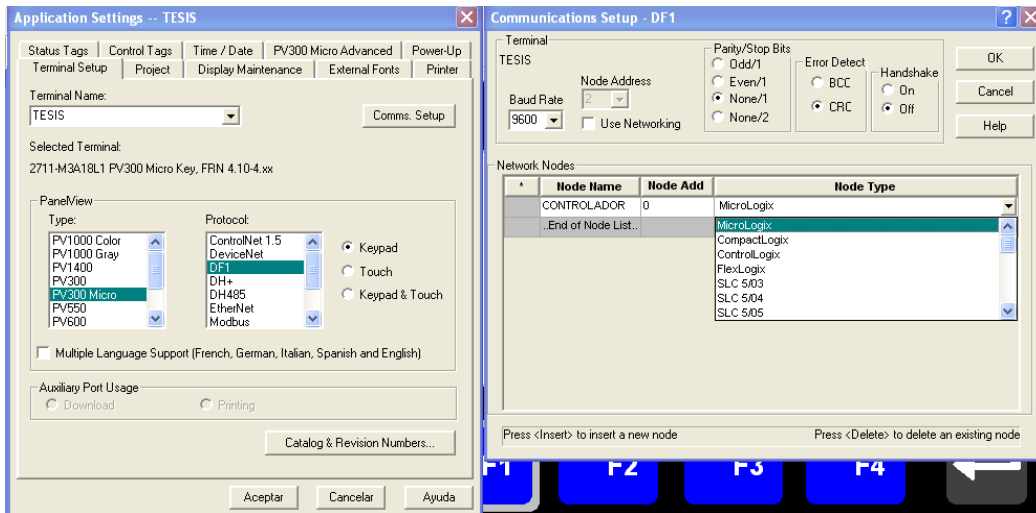 Application Settings -- TESIS
Status Tags Control Tags Time / Date PV300 Micro Advanced Power-Up
Terminal Setup Project Display Maintenance External Fonts Printer
Terminal Name:
TESIS Comms. Setup
Selected Terminal:
2711-M3A18L1 PV300 Micro Key, FRN 4.10-4.xx
PanelView
Type: Protocol:
PV1000 Color ControlNet 1.5
PV1000 Gray DeviceNet Keypad
PV1400 DF1
PV300 DH+ Touch
PV300 Micro DH485 Keypad & Touch
PV550 EtherNet
PV600 Modbus
Multiple Language Support (French, German, Italian, Spanish and English)
Auxiliary Port Usage
Download Printing
Catalog & Revision Numbers...
Aceptar Cancelar Ayuda
Communications Setup - DF1
Terminal
TESIS
Node Address
Baud Rate 2
9600 Use Networking
Parity/Stop Bits
Odd/1
Even/1
None/1
None/2
Error Detect
BCC
CRC
Handshake
On
Off
OK
Cancel
Help
Network Nodes
* Node Name Node Add Node Type
CONTROLADOR 0 MicroLogix
..End of Node List.. MicroLogix
CompactLogix
ControlLogix
FlexLogix
SLC 5/03
SLC 5/04
SLC 5/05
Press <Insert> to insert a new node Press <Delete> to delete an existing node
F1 F2 F3 F4